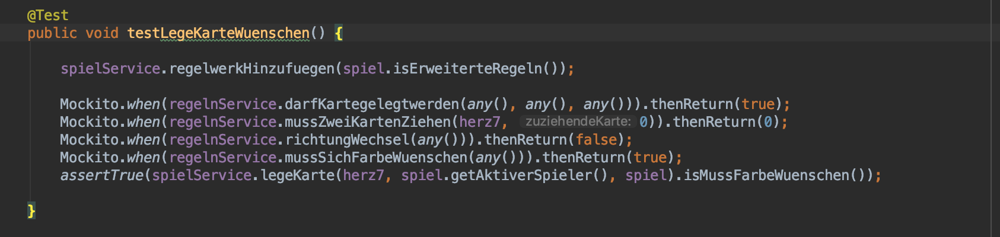 @Test
public void testLegeKarteWuenschen() {
spielService.regelwerkHinzufuegen(spiel.isErweiterteRegeln());
Mockito.when(regelnService.darfKartegelegtwerden(any(), any(), any())).thenReturn(true);
Mockito.when(regelnService.mussZweiKartenZiehen(herz7, zuziehendeKarte: 0)).thenReturn(0);
Mockito.when(regelnService.richtungWechsel(any())).thenReturn(false);
Mockito.when(regelnService.mussSichFarbeWuenschen(any())).thenReturn(true);
assertTrue(spielService.legeKarte(herz7, spiel.getAktiverSpieler(), spiel).isMussFarbeWuenschen());
}